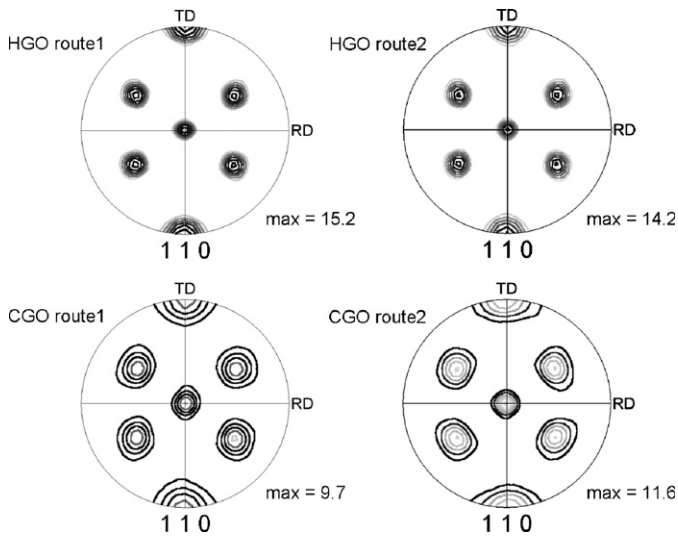 TD
HGO route1
RD
max = 15.2
1 1 0
TD
HGO route2
RD
max = 14.2
1 1 0
TD
CGO route1
RD
max = 9.7
1 1 0
TD
CGO route2
RD
max = 11.6
1 1 0